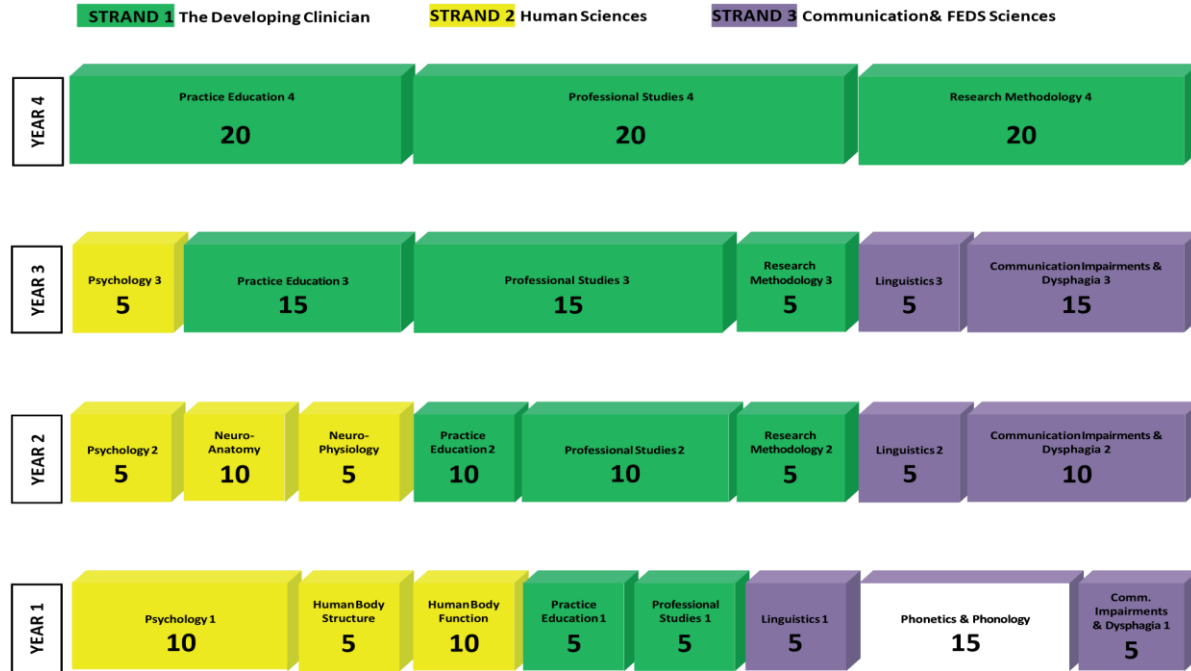 STRAND 1 The Developing Clinician
STRAND 2 Human Sciences
STRAND 3 Communication& FEDS Sciences
YEAR 4
Practice Education 4
20
Professional Studies 4
20
Research Methodology 4
20
YEAR 3
Psychology 3
5
Practice Education 3
15
Professional Studies 3
15
Research
Methodology 3
5
Linguistics 3
5
Communication Impairments &
Dysphagia 3
15
YEAR 2
Psychology 2
5
Neuro-
Anatomy
10
Neuro-
Physiology
5
Practice
Education 2
10
Professional Studies 2
10
Research
Methodology 2
5
Linguistics 2
5
Communication Impairments &
Dysphagia 2
10
YEAR 1
Psychology 1
10
Human Body
Structure
5
Human Body
Function
10
Practice
Education 1
5
Professional
Studies 1
5
Linguistics 1
5
Phonetics & Phonology
15
Comm.
Impairments
& Dysphagia 1
5